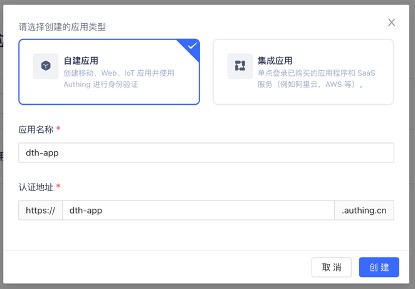 请选择创建的应用类型
自建应用
创建移动、Web、IoT 应用并使用
Authing 进行身份验证
集成应用
单点登录已购买的应用程序和 SaaS
服务（例如阿里云，AWS 等）。
应用名称 *
dth-app
认证地址 *
https:// dth-app .authing.cn
取消 创建